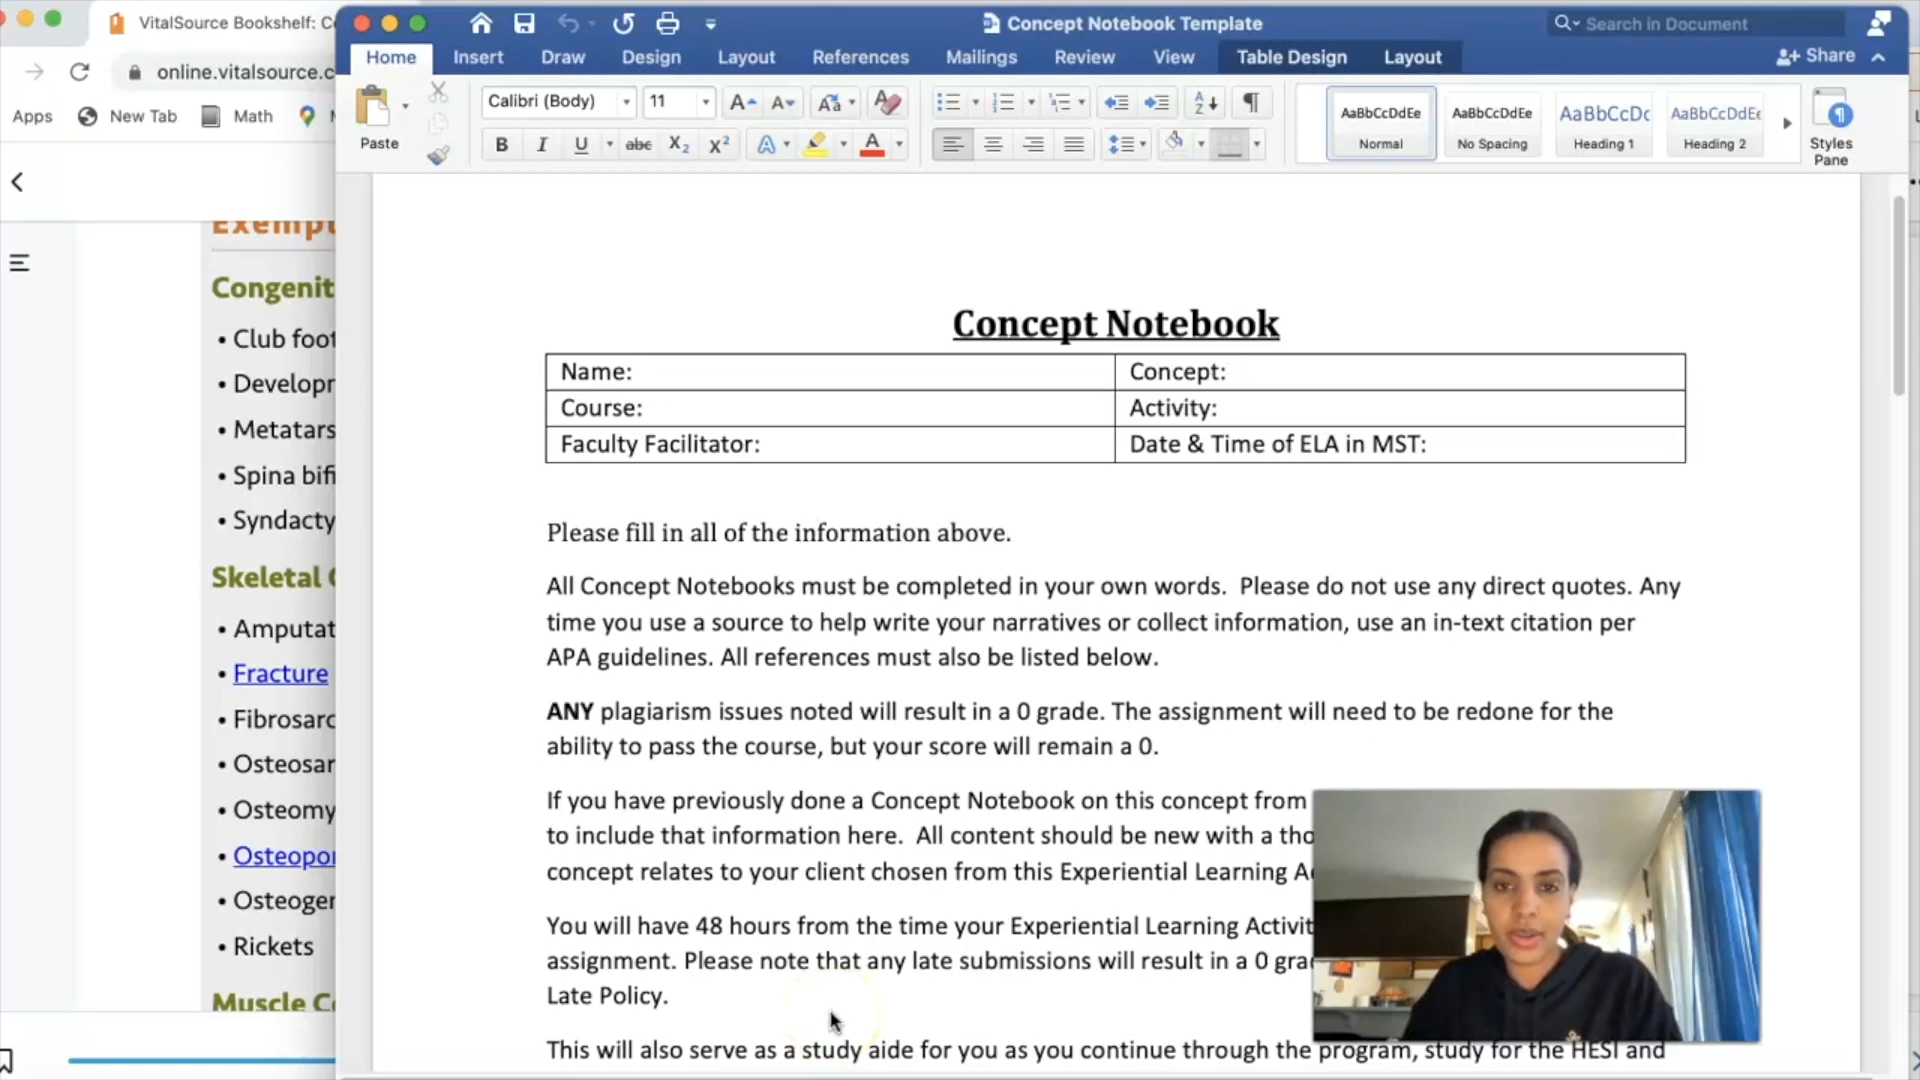 VitalSource Bookshelf: C
online.vitalsource.c
Apps
New Tab
Math
Exempl
Congenit
• Club foot
• Developr
• Metatars
• Spina bif
• Syndacty
Skeletal
• Amputat
• Fracture
• Fibrosarc
• Osteosar
• Osteomy
• Osteopor
• Osteoger
• Rickets
Muscle Co
Concept Notebook Template
Search in Document
Home
Insert
Draw
Design
Layout
References
Mailings
Review
View
Table Design
Layout
Share
Paste
Calibri (Body)
11
AaBbCcDdEe
Normal
AaBbCcDdEe
No Spacing
AaBbCcDc
Heading 1
AaBbCcDdEe
Heading 2
Styles
Pane
Concept Notebook
Name:
Concept:
Course:
Activity:
Faculty Facilitator:
Date & Time of ELA in MST:
Please fill in all of the information above.
All Concept Notebooks must be completed in your own words.  Please do not use any direct quotes. Any
time you use a source to help write your narratives or collect information, use an in-text citation per
APA guidelines. All references must also be listed below.
ANY plagiarism issues noted will result in a 0 grade. The assignment will need to be redone for the
ability to pass the course, but your score will remain a 0.
If you have previously done a Concept Notebook on this concept from
to include that information here.  All content should be new with a tho
concept relates to your client chosen from this Experiential Learning A
You will have 48 hours from the time your Experiential Learning Activit
assignment. Please note that any late submissions will result in a 0 gra
Late Policy.
This will also serve as a study aide for you as you continue through the program, study for the HESI and